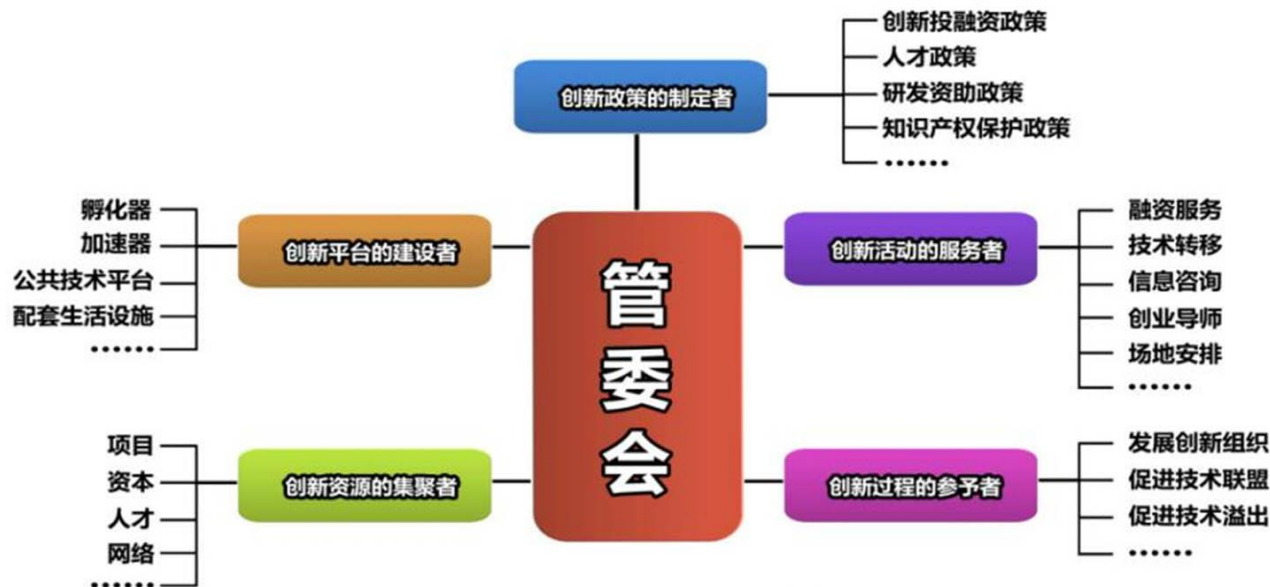 创新政策的制定者
创新投融资政策
人才政策
研发资助政策
知识产权保护政策
......
创新平台的建设者
孵化器
加速器
公共技术平台
配套生活设施
......
管委会
创新活动的服务者
融资服务
技术转移
信息咨询
创业导师
场地安排
......
创新资源的集聚者
项目
资本
人才
网络
......
创新过程的参予者
发展创新组织
促进技术联盟
促进技术溢出
......